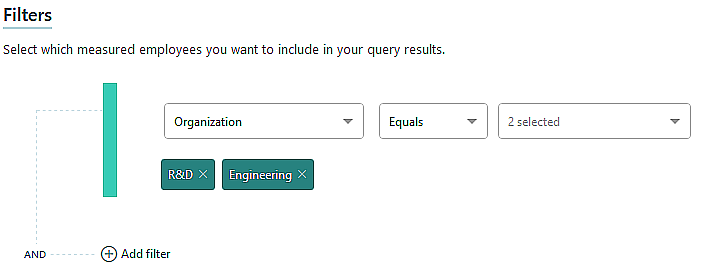 Filters
Select which measured employees you want to include in your query results.
Organization Equals 2 selected
R&D Engineering
AND Add filter